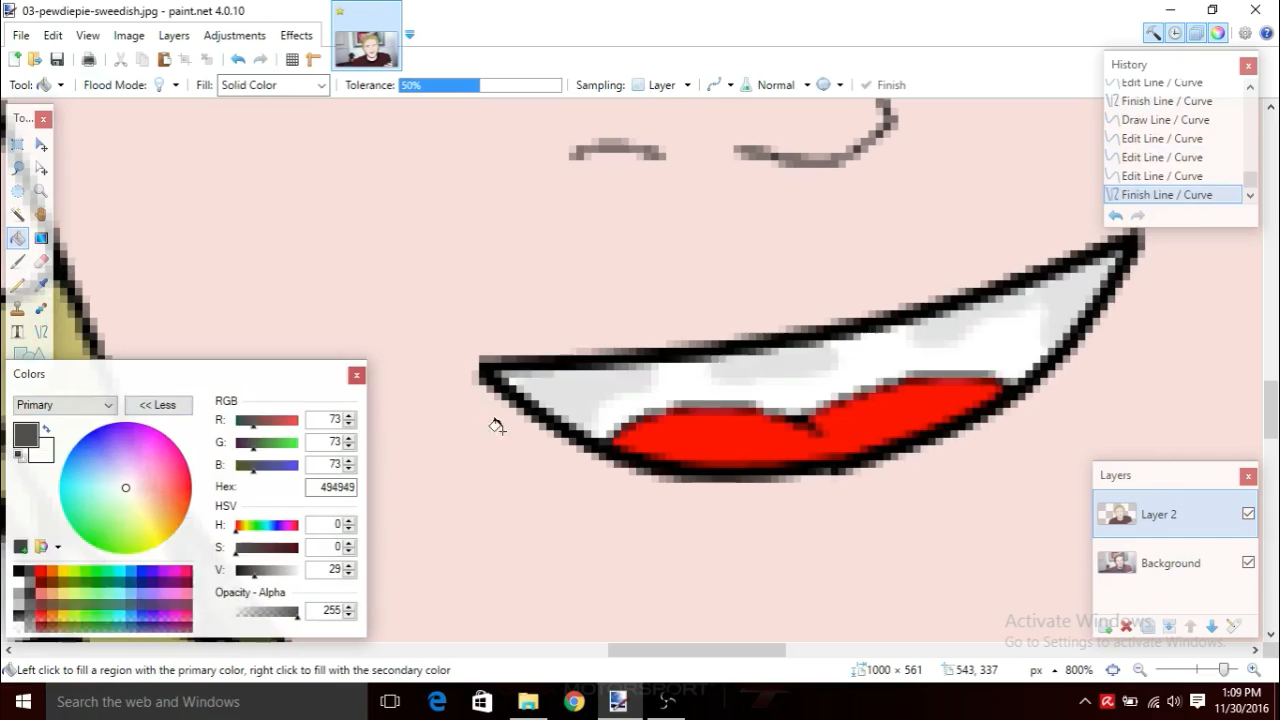 03-pewdiepie-sweedish.jpg - paint.net 4.0.10
File Edit View Image Layers Adjustments Effects
Tool: Flood Mode: Fill: Solid Color Tolerance: 50% Sampling: Layer Normal Finish
History
Edit Line / Curve
Finish Line / Curve
Draw Line / Curve
Edit Line / Curve
Edit Line / Curve
Edit Line / Curve
Finish Line / Curve
To...
Colors
Primary << Less
RGB
R: 73
G: 73
B: 73
Hex: 494949
HSV
H: 0
S: 0
V: 29
Opacity - Alpha
255
Layers
Layer 2
Background
Activate Windows
Go to Settings to activate Windows.
Left click to fill a region with the primary color, right click to fill with the secondary color 1000 × 561 543, 337 px 800%
Search the web and Windows
MOTORSPORT
1:09 PM
11/30/2016